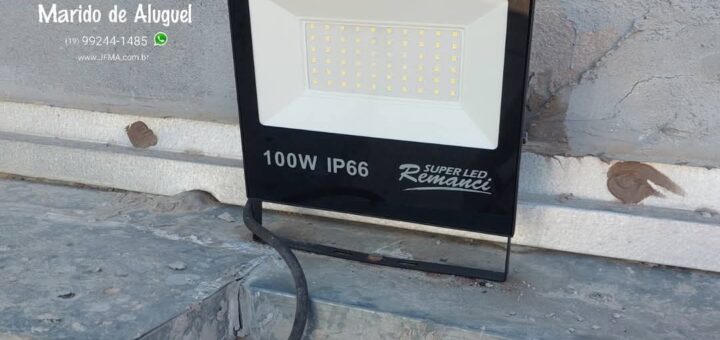 Marido de Aluguel
(19) 99244-1485
www.JFMA.com.br
100W IP66
SUPER LED
Remanci